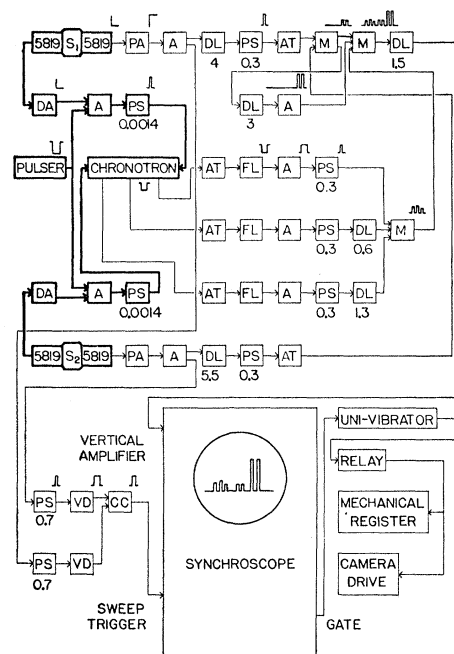 5819 S1 5819 PA A DL PS AT M M DL
4 0.3 1.5
DA A PS DL A
0.0014 3
PULSER CHRONOTRON AT FL A PS
0.3
AT FL A PS DL M
0.3 0.6
DA A PS AT FL A PS DL
0.0014 0.3 1.3
5819 S2 5819 PA A DL PS AT
5.5 0.3
VERTICAL
AMPLIFIER
UNI-VIBRATOR
RELAY
PS VD CC
0.7
MECHANICAL
REGISTER
PS VD
0.7
SYNCHROSCOPE
CAMERA
DRIVE
SWEEP
TRIGGER
GATE